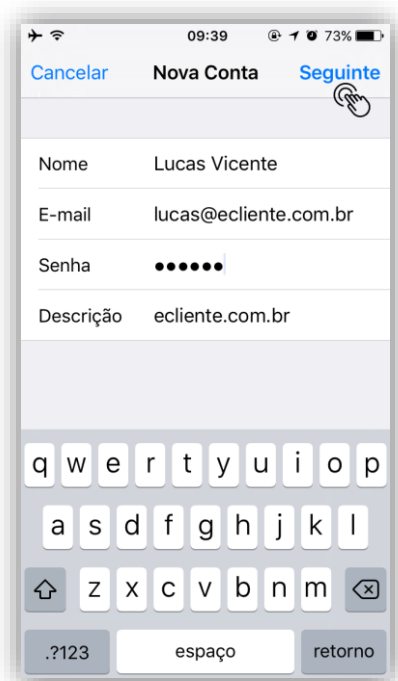 09:39 73%
Cancelar Nova Conta Seguinte
Nome Lucas Vicente
E-mail lucas@ecliente.com.br
Senha ●●●●●●
Descrição ecliente.com.br
q w e r t y u i o p
a s d f g h j k l
z x c v b n m
.?123 espaço retorno